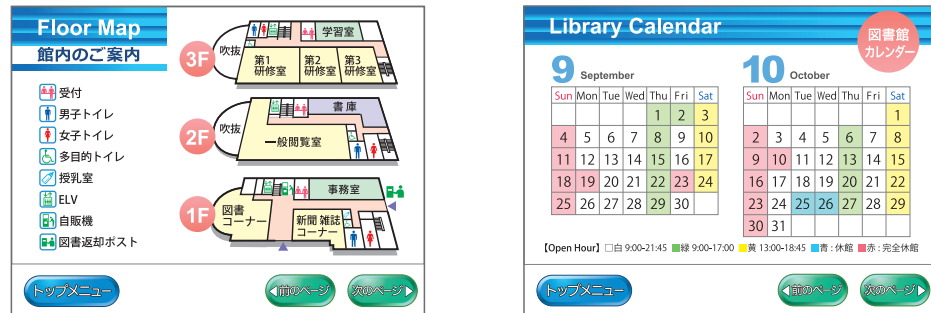 Floor Map
館内のご案内
受付
男子トイレ
女子トイレ
多目的トイレ
授乳室
ELV
自販機
図書返却ポスト
3F
吹抜
学習室
第1
研修室
第2
研修室
第3
研修室
2F
吹抜
書庫
一般閲覧室
1F
図書
コーナー
事務室
新聞 雑誌
コーナー
トップメニュー
前のページ
次のページ
Library Calendar
図書館
カレンダー
9 September
Sun Mon Tue Wed Thu Fri Sat
1 2 3
4 5 6 7 8 9 10
11 12 13 14 15 16 17
18 19 20 21 22 23 24
25 26 27 28 29 30
10 October
Sun Mon Tue Wed Thu Fri Sat
1
2 3 4 5 6 7 8
9 10 11 12 13 14 15
16 17 18 19 20 21 22
23 24 25 26 27 28 29
30 31
【Open Hour】 □白 9:00-21:45 ■緑 9:00-17:00 ■黄 13:00-18:45 ■青 : 休館 ■赤 : 完全休館
トップメニュー
前のページ
次のページ